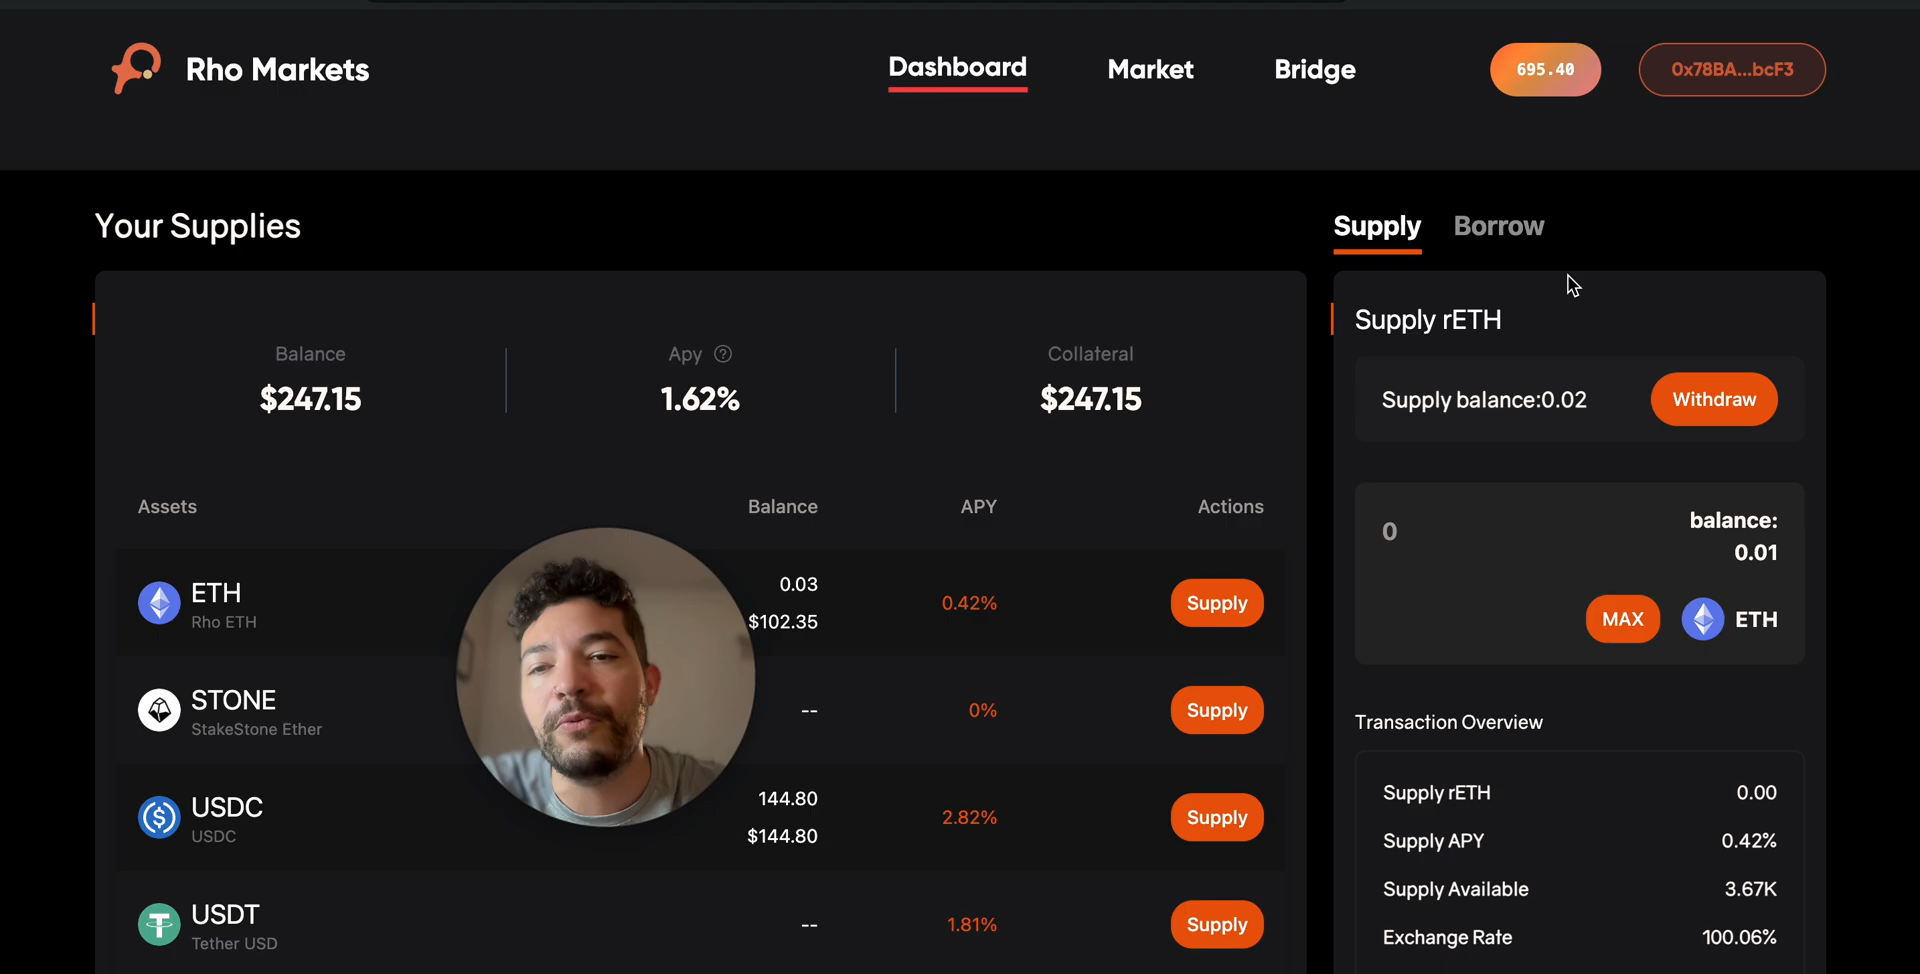 Rho Markets
Dashboard
Market
Bridge
695.40
0x78BA...bcF3
Your Supplies
Supply
Borrow
Balance
$247.15
Apy ?
1.62%
Collateral
$247.15
Supply rETH
Supply balance:0.02
Withdraw
Assets
Balance
APY
Actions
0
balance:
0.01
MAX
ETH
ETH
Rho ETH
0.03
$102.35
0.42%
Supply
STONE
StakeStone Ether
--
0%
Supply
USDC
USDC
144.80
$144.80
2.82%
Supply
USDT
Tether USD
--
1.81%
Supply
Transaction Overview
Supply rETH
0.00
Supply APY
0.42%
Supply Available
3.67K
Exchange Rate
100.06%